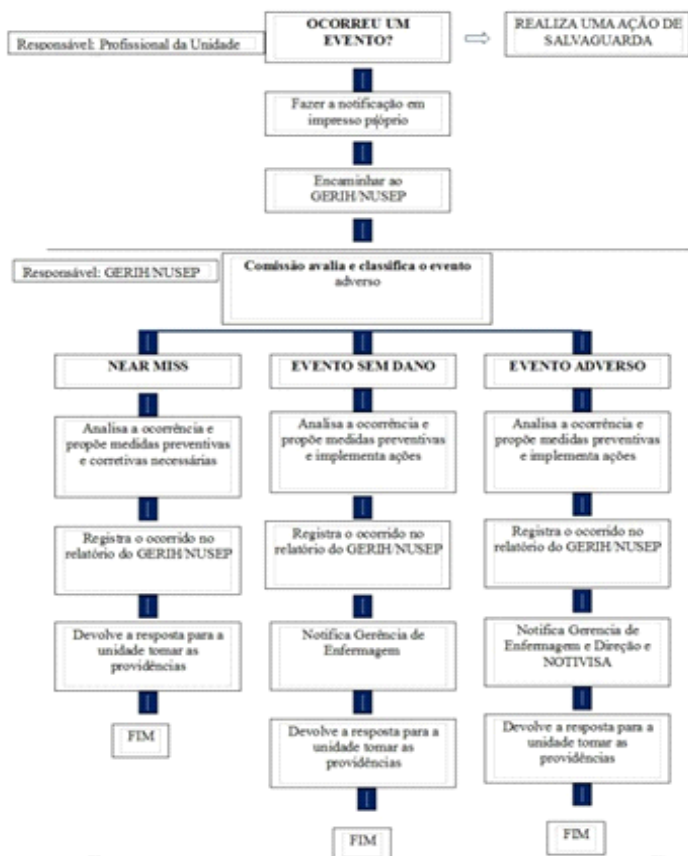 OCORREU UM
EVENTO?
REALIZA UMA AÇÃO DE
SALVAGUARDA
Responsável: Profissional da Unidade
Fazer a notificação em
impresso próprio
Encaminhar ao
GERIH/NUSEP
Responsável: GERIH/NUSEP
Comissão avalia e classifica o evento
adverso
NEAR MISS
Analisa a ocorrência e
propõe medidas preventivas
e corretivas necessárias
Registra o ocorrido no
relatório do GERIH/NUSEP
Devolve a resposta para a
unidade tomar as
providências
FIM
EVENTO SEM DANO
Analisa a ocorrência e
propõe medidas preventivas
e implementa ações
Registra o ocorrido no
relatório do GERIH/NUSEP
Notifica Gerência de
Enfermagem
Devolve a resposta para a
unidade tomar as
providências
FIM
EVENTO ADVERSO
Analisa a ocorrência e
propõe medidas preventivas
e implementa ações
Registra o ocorrido no
relatório do GERIH/NUSEP
Notifica Gerencia de
Enfermagem e Direção e
NOTIVISA
Devolve a resposta para a
unidade tomar as
providências
FIM